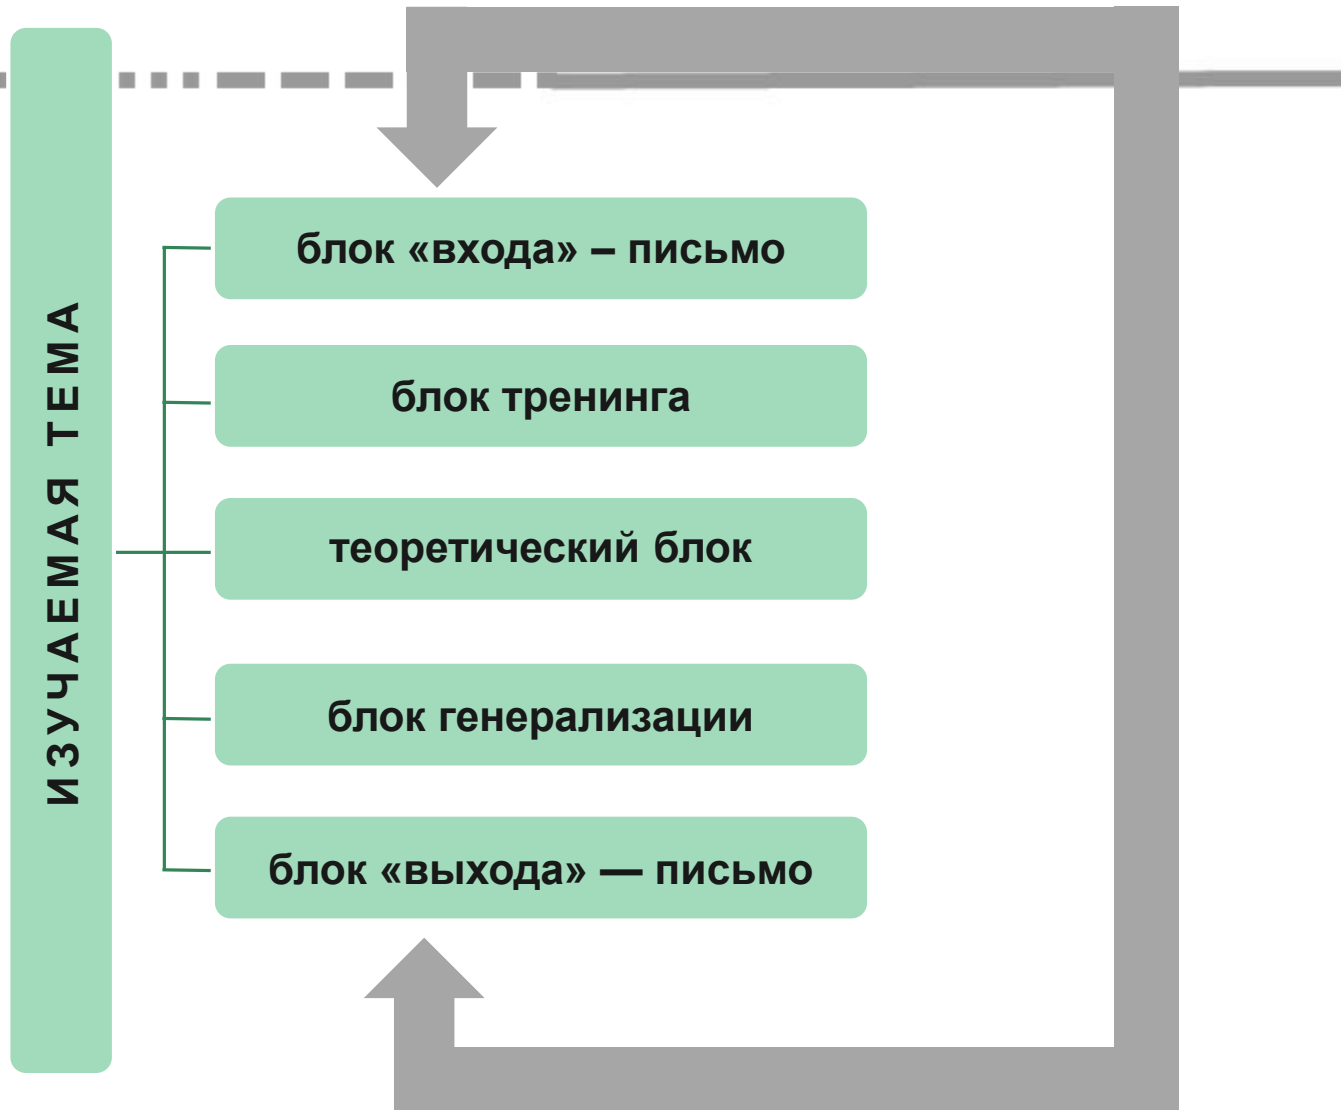 ИЗУЧАЕМАЯ ТЕМА
блок «входа» – письмо
блок тренинга
теоретический блок
блок генерализации
блок «выхода» — письмо